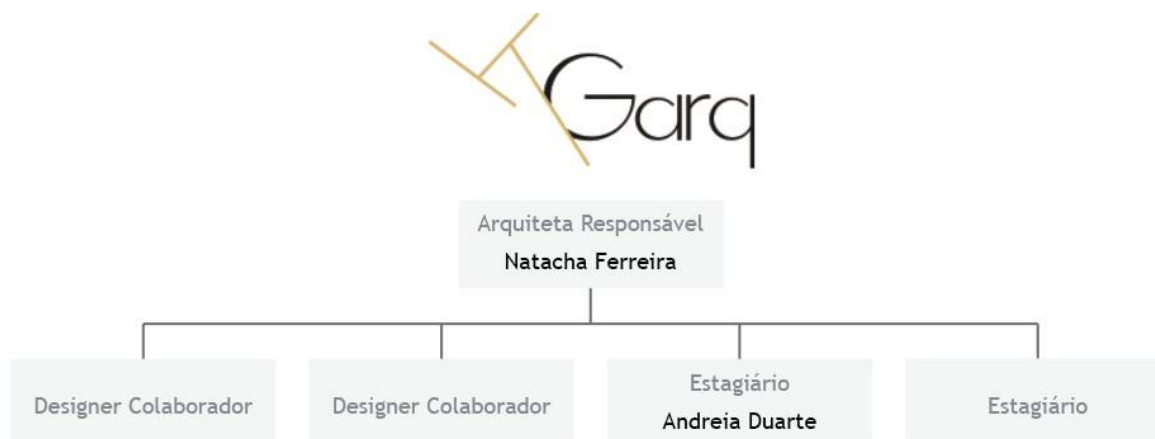 Garq
Arquiteta Responsável
Natacha Ferreira
Designer Colaborador
Designer Colaborador
Estagiário
Andreia Duarte
Estagiário